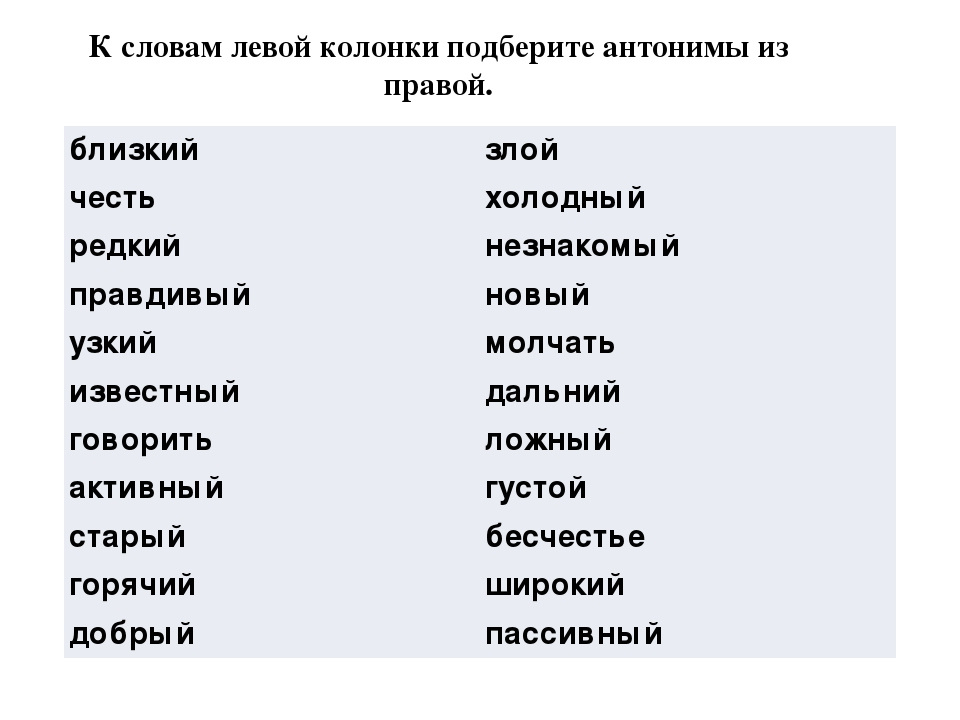 К словам левой колонки подберите антонимы из
правой.
близкий злой
честь холодный
редкий незнакомый
правдивый новый
узкий молчать
известный дальний
говорить ложный
активный густой
старый бесчестье
горячий широкий
добрый пассивный